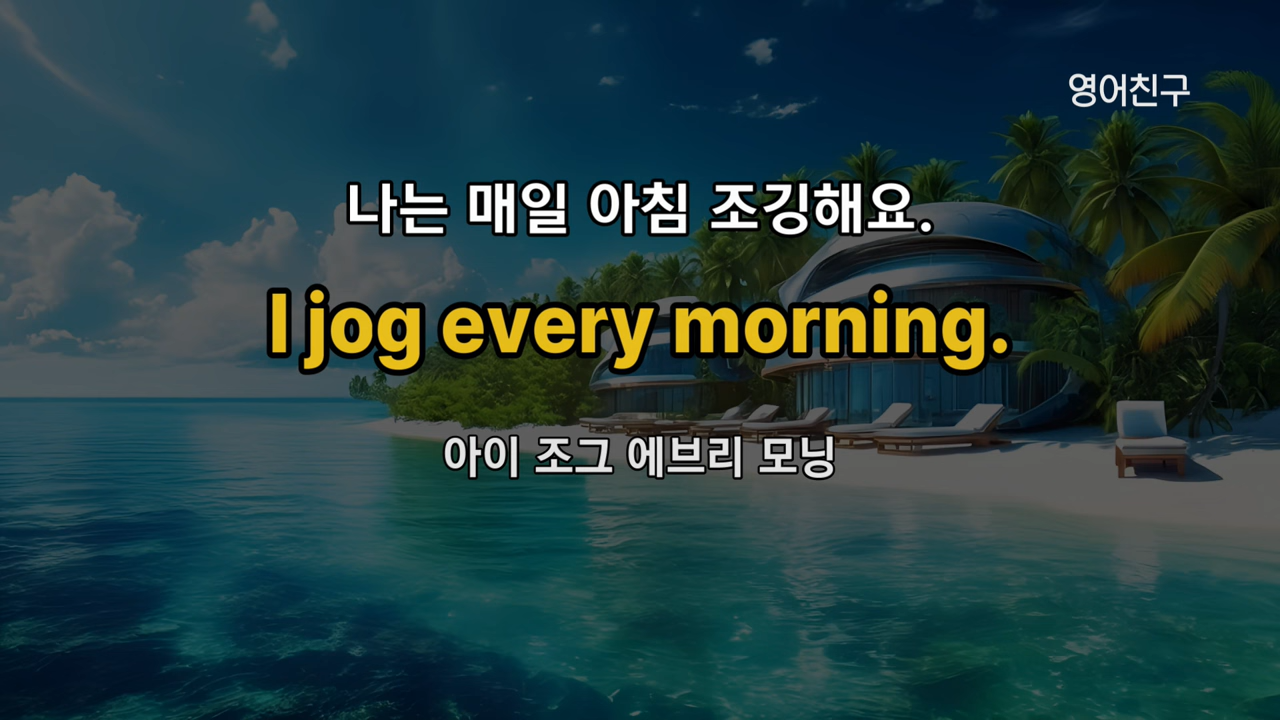 영어친구
나는 매일 아침 조깅해요.
I jog every morning.
아이 조그 에브리 모닝